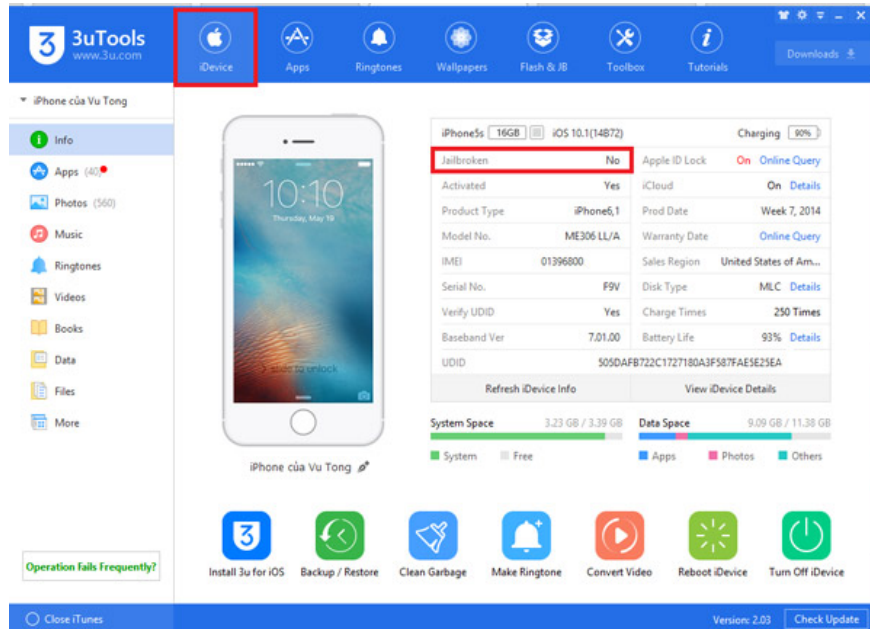 3uTools
www.3u.com
iDevice
Apps
Ringtones
Wallpapers
Flash & JB
Toolbox
Tutorials
Downloads
iPhone của Vu Tong
Info
Apps (40)
Photos (560)
Music
Ringtones
Videos
Books
Data
Files
More
Operation fails Frequently?
Close iTunes
10:10
Thursday, May 19
slide to unlock
iPhone của Vu Tong
iPhone5s 16GB iOS 10.1(14B72) Charging 90%
Jailbroken No Apple ID Lock On Online Query
Activated Yes iCloud On Details
Product Type iPhone6,1 Prod Date Week 7, 2014
Model No. ME306 LL/A Warranty Date Online Query
IMEI 01396800 Sales Region United States of Am...
Serial No. F9V Disk Type MLC Details
Verify UDID Yes Charge Times 250 Times
Baseband Ver 7.01.00 Battery Life 93% Details
UDID 505DAFB722C1727180A3F587FAE5E25EA
Refresh iDevice Info View iDevice Details
System Space 3.23 GB / 3.39 GB Data Space 9.09 GB / 11.38 GB
System Free Apps Photos Others
Install 3u for iOS
Backup / Restore
Clean Garbage
Make Ringtone
Convert Video
Reboot iDevice
Turn Off iDevice
Version: 2.03
Check Update